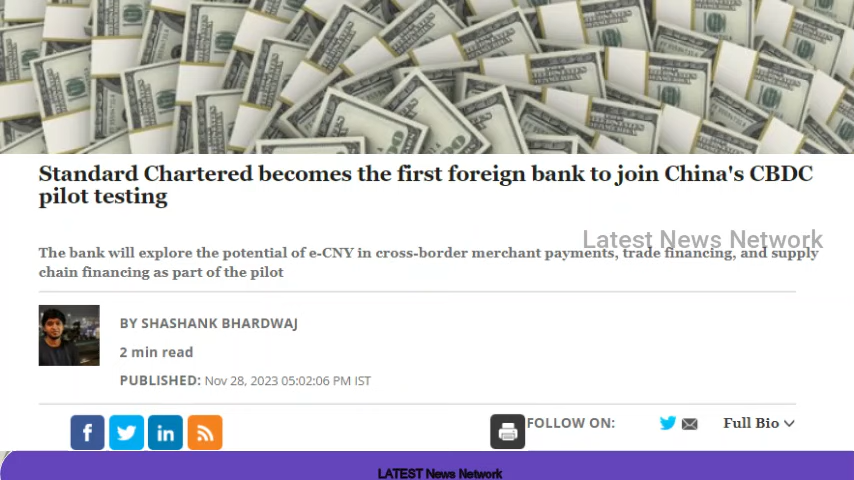 Standard Chartered becomes the first foreign bank to join China's CBDC
pilot testing
Latest News Network
The bank will explore the potential of e-CNY in cross-border merchant payments, trade financing, and supply
chain financing as part of the pilot
BY SHASHANK BHARDWAJ
2 min read
PUBLISHED: Nov 28, 2023 05:02:06 PM IST
f in FOLLOW ON: Full Bio
LATEST News Network